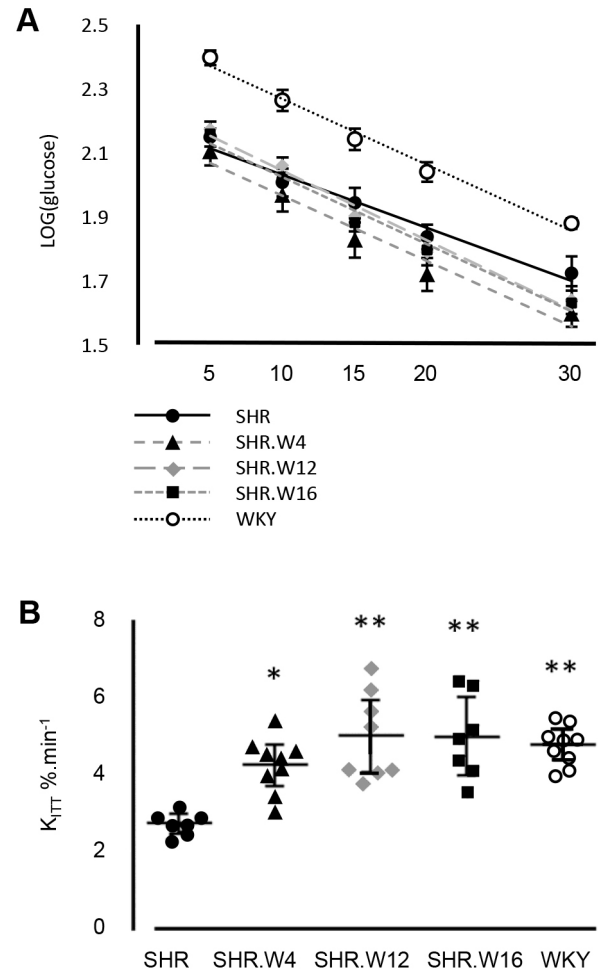 A
2.5
2.3
2.1
1.9
1.7
1.5
LOG(glucose)
5 10 15 20 30
SHR
SHR.W4
SHR.W12
SHR.W16
WKY
B
8
6
4
2
0
K_ITT %.min⁻¹
* ** ** **
SHR SHR.W4 SHR.W12 SHR.W16 WKY